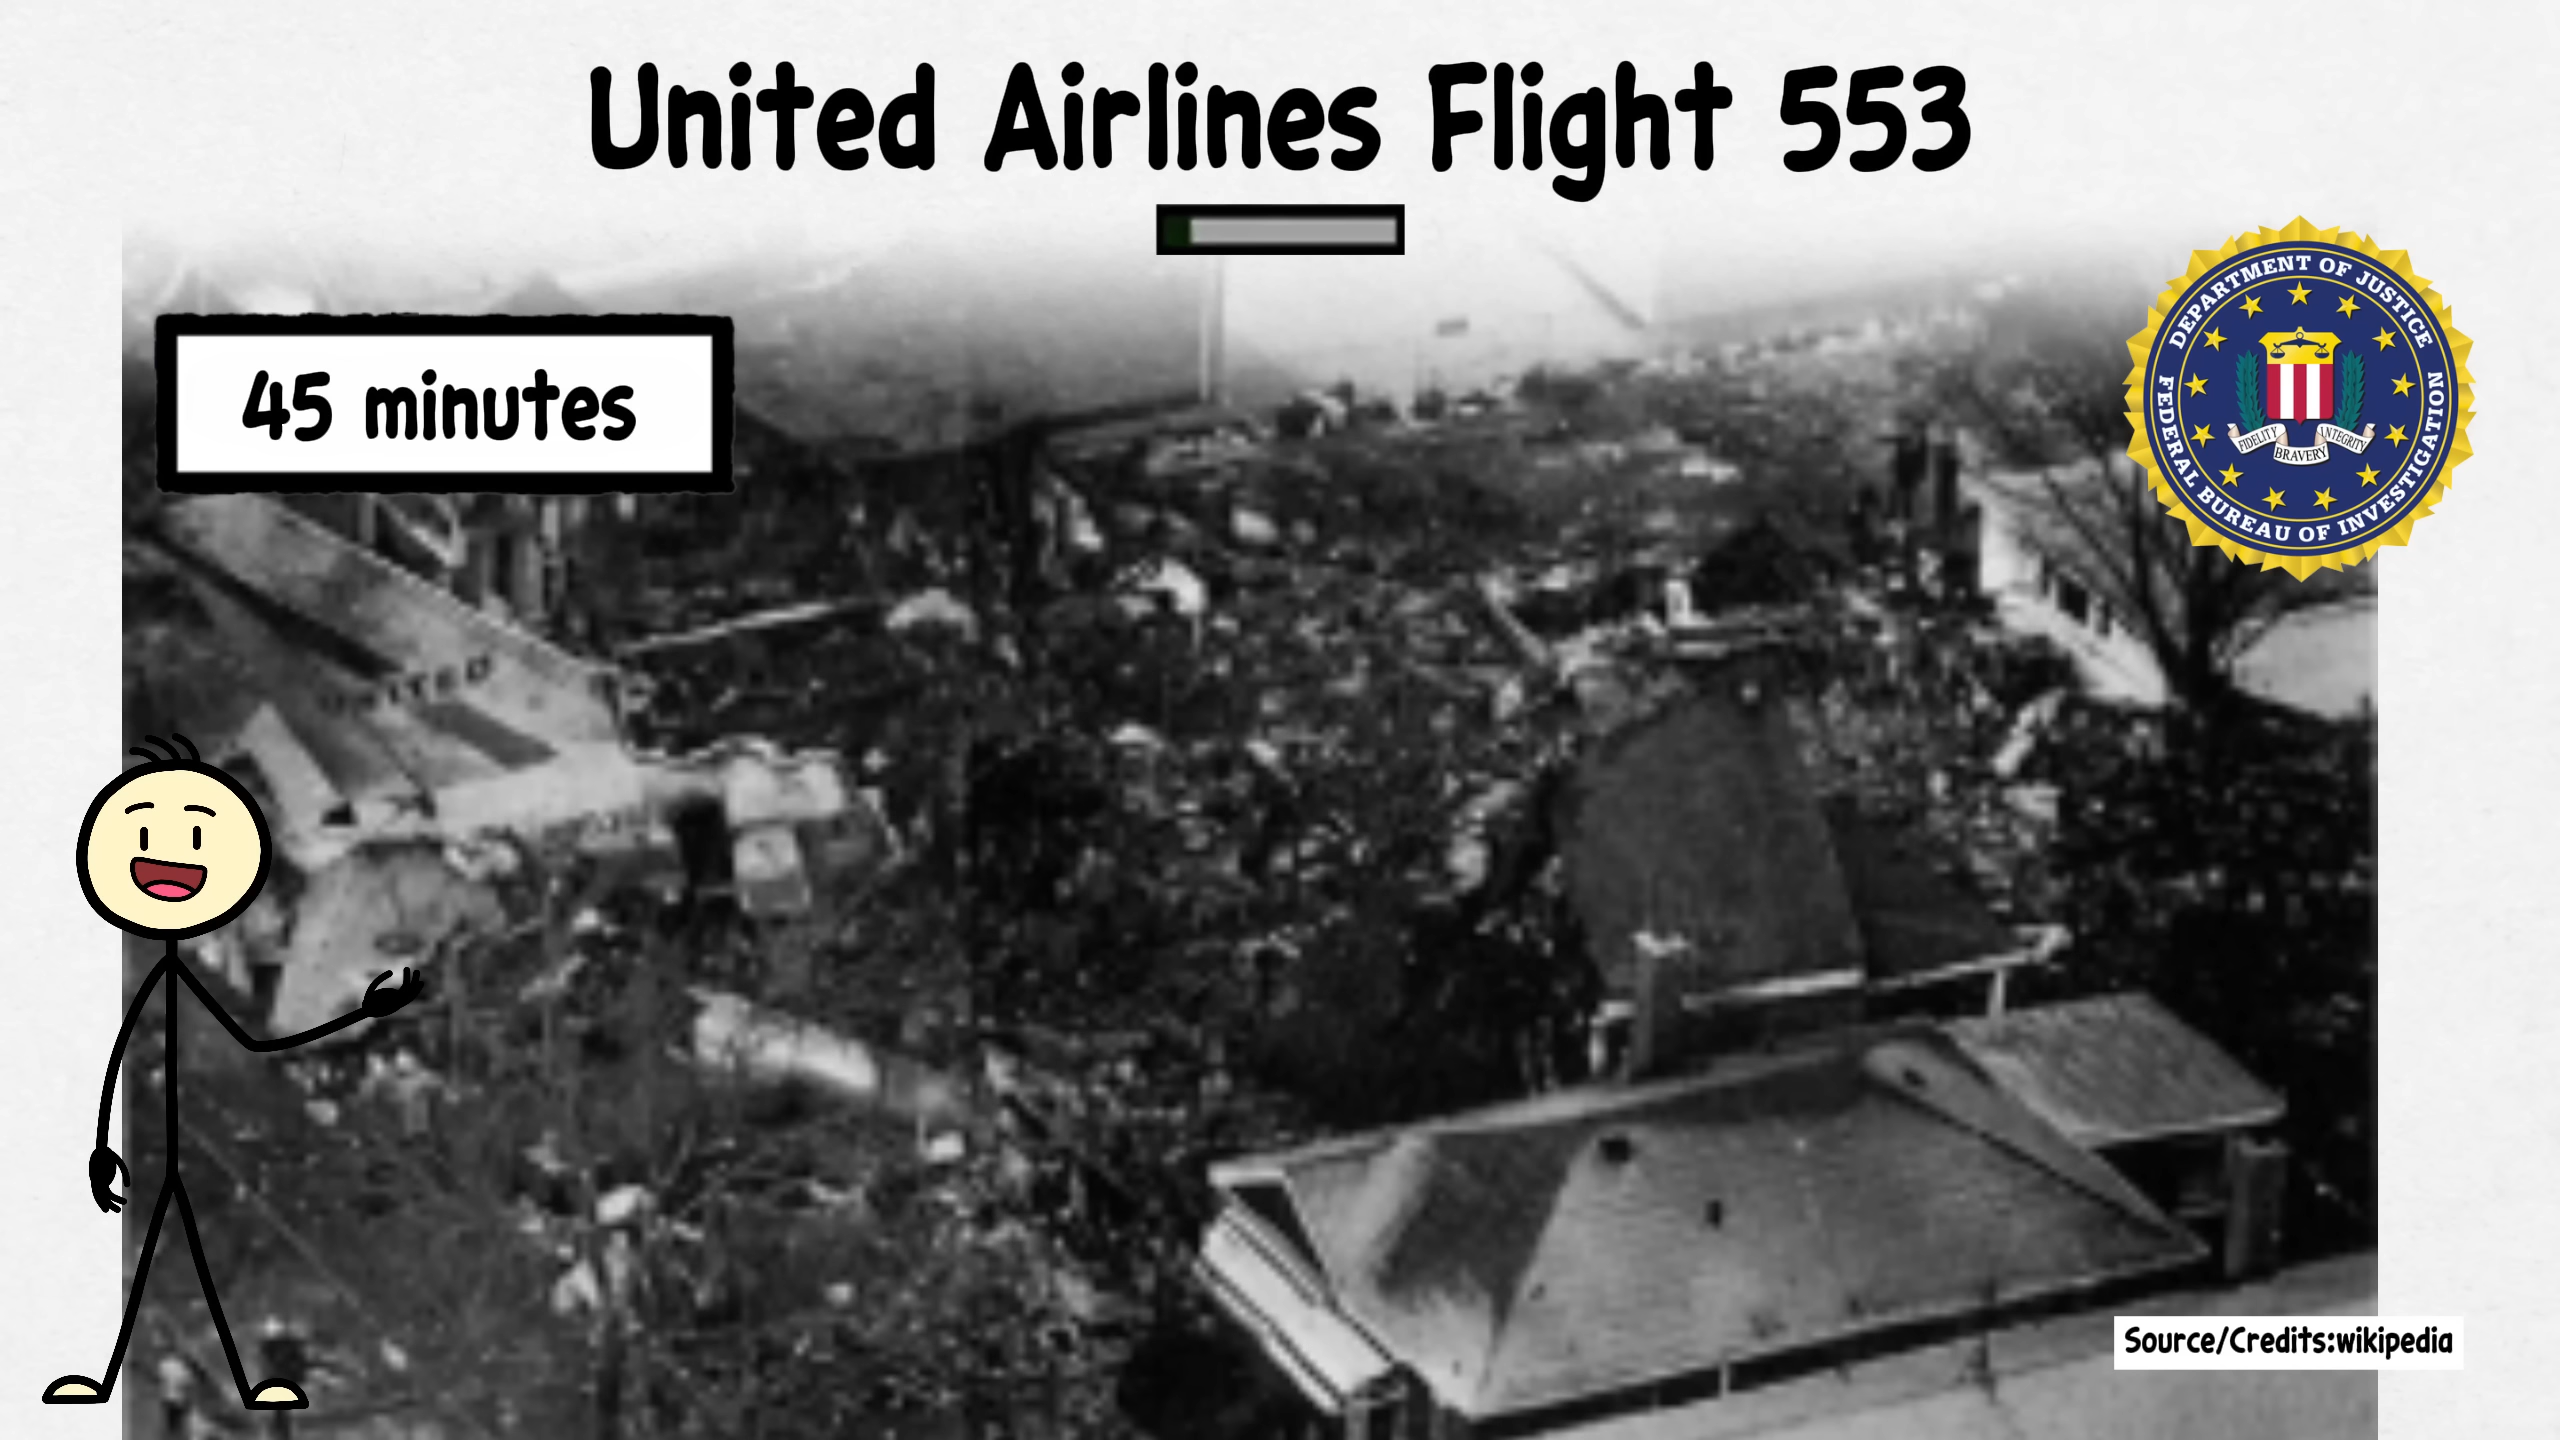 United Airlines Flight 553
45 minutes
DEPARTMENT OF JUSTICE
FEDERAL BUREAU OF INVESTIGATION
FIDELITY
BRAVERY
INTEGRITY
Source/Credits:wikipedia